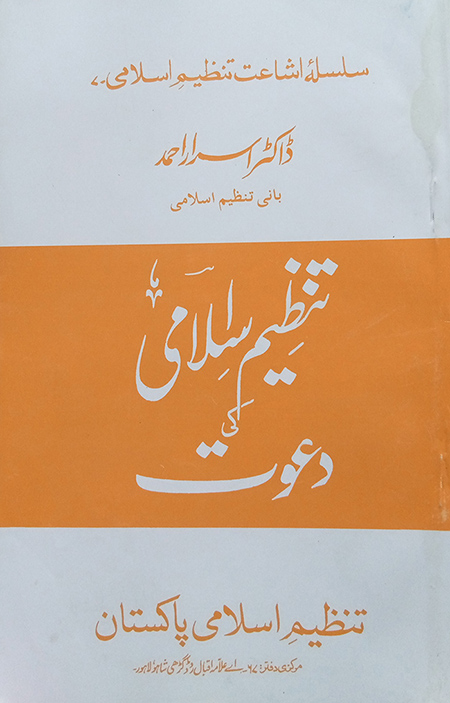 سلسلۂ اشاعت تنظیمِ اسلامی ۔ ۷
ڈاکٹر اسرار احمد
بانی تنظیم اسلامی
تنظیمِ اسلامی
کی
دعوت
تنظیمِ اسلامی پاکستان
مرکزی دفتر: ۶۷۔ اے علامہ اقبال روڈ گڑھی شاہو لاہور۔